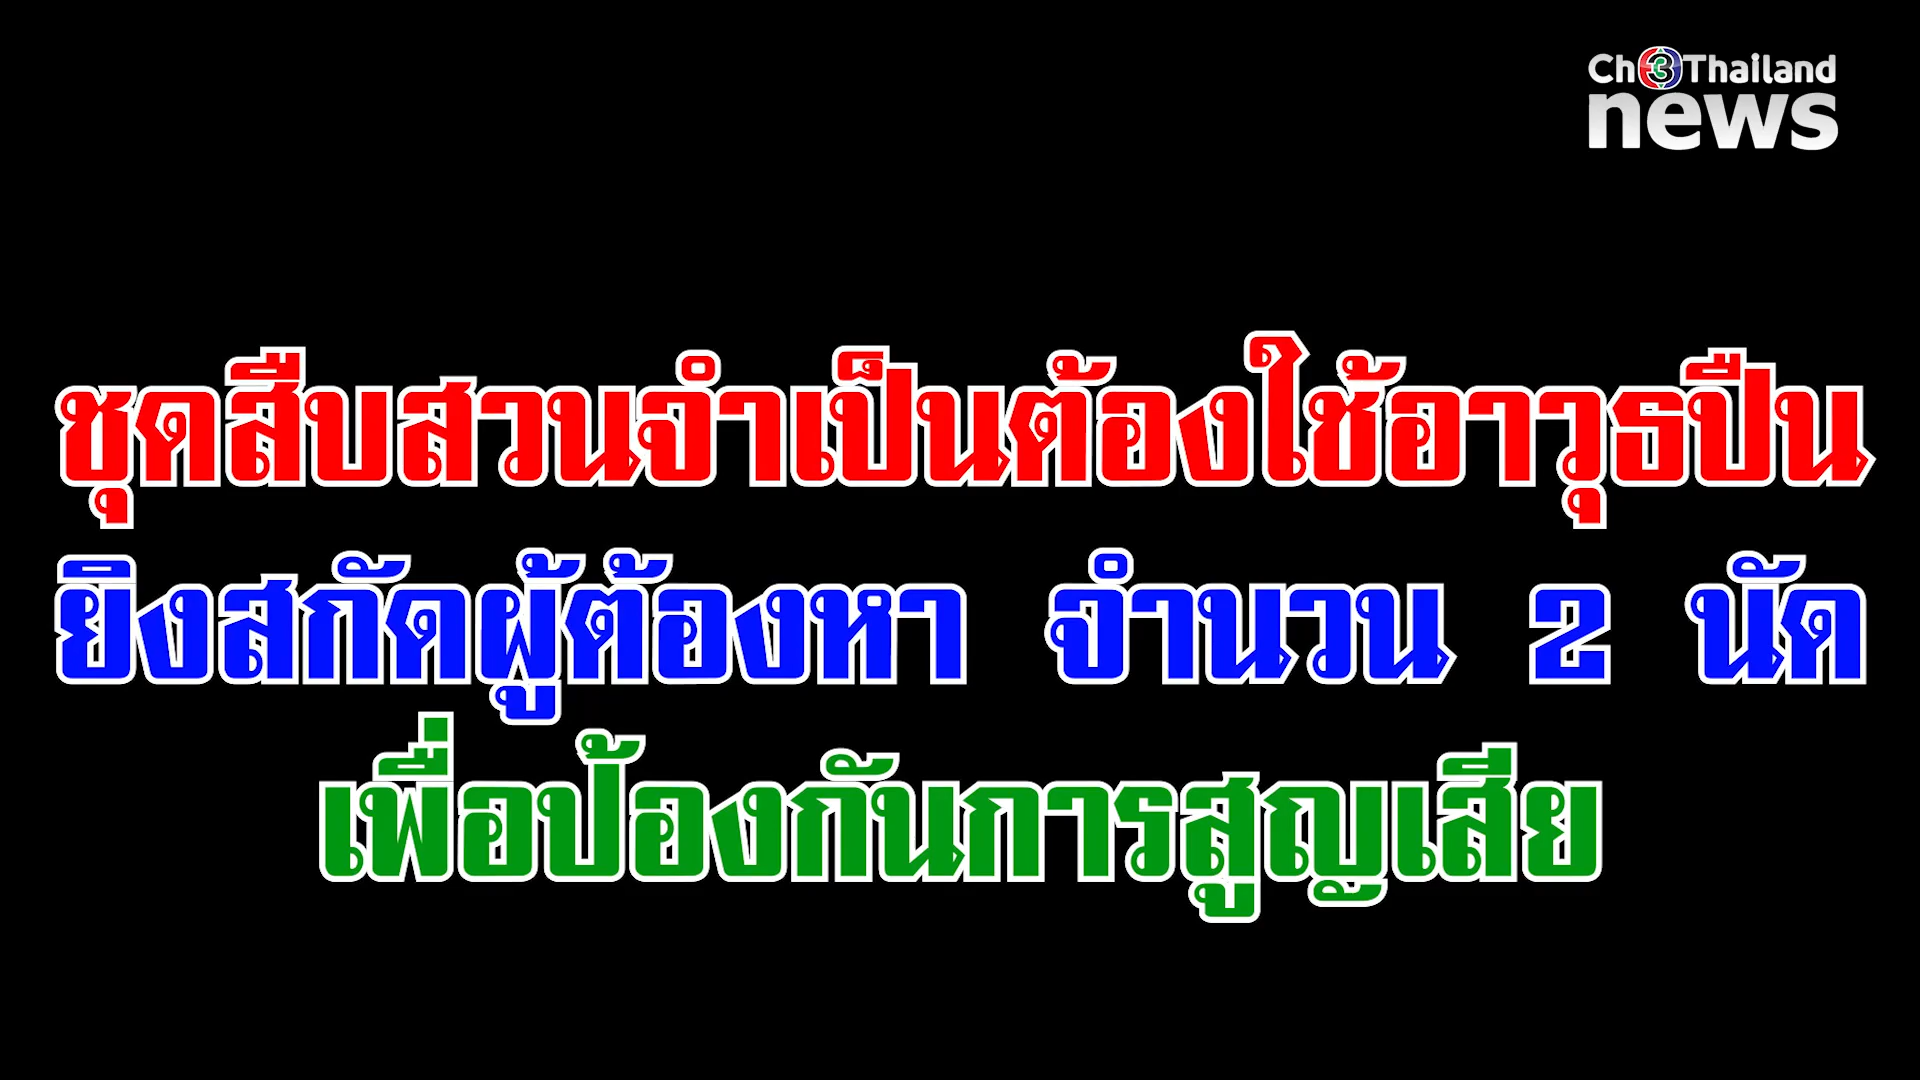 Ch3Thailand
news
ชุดสืบสวนจำเป็นต้องใช้อาวุธปืน
ยิงสกัดผู้ต้องหา จำนวน 2 นัด
เพื่อป้องกันการสูญเสีย